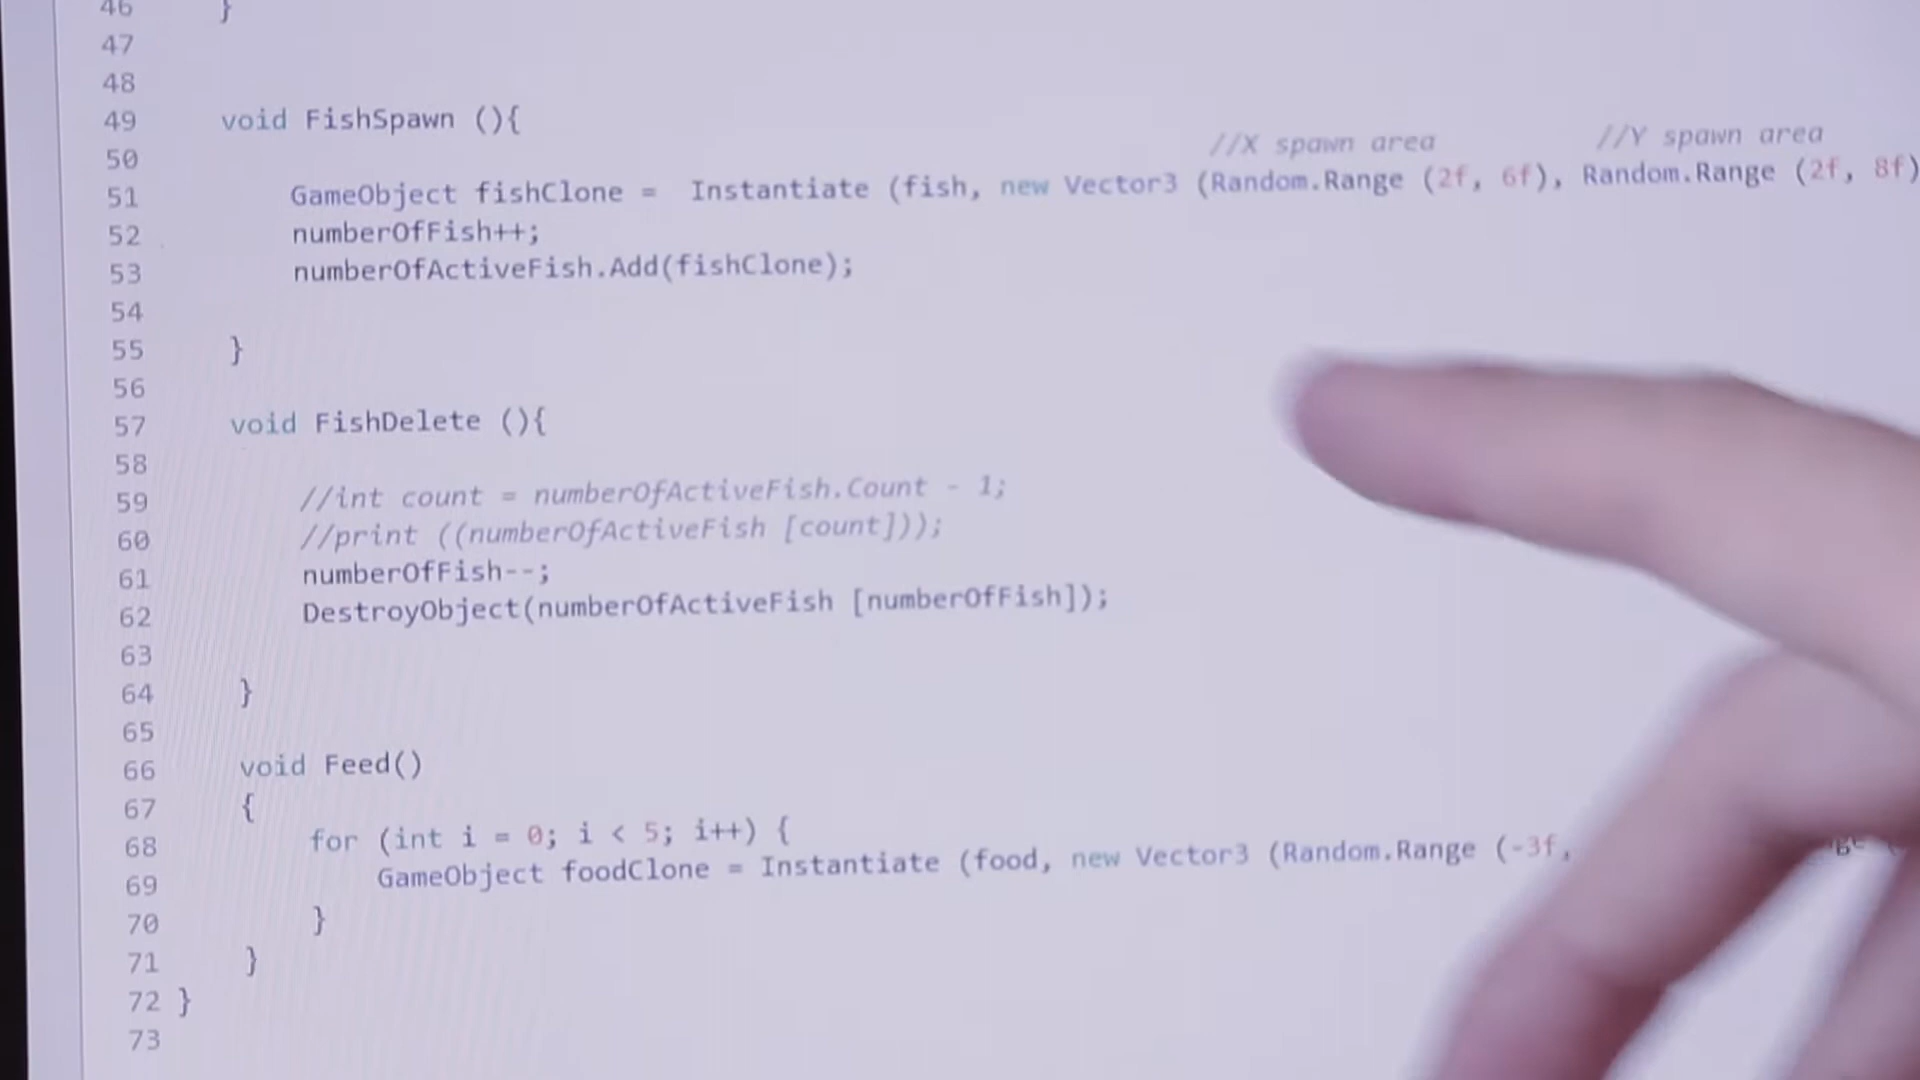 46 }
47
48
49 void FishSpawn (){
50 //X spawn area //Y spawn area
51 GameObject fishClone = Instantiate (fish, new Vector3 (Random.Range (2f, 6f), Random.Range (2f, 8f)
52 numberOfFish++;
53 numberOfActiveFish.Add(fishClone);
54
55 }
56
57 void FishDelete (){
58
59 //int count = numberOfActiveFish.Count - 1;
60 //print ((numberOfActiveFish [count]));
61 numberOfFish--;
62 DestroyObject(numberOfActiveFish [numberOfFish]);
63
64 }
65
66 void Feed()
67 {
68 for (int i = 0; i < 5; i++) {
69 GameObject foodClone = Instantiate (food, new Vector3 (Random.Range (-3f,
70 }
71 }
72 }
73